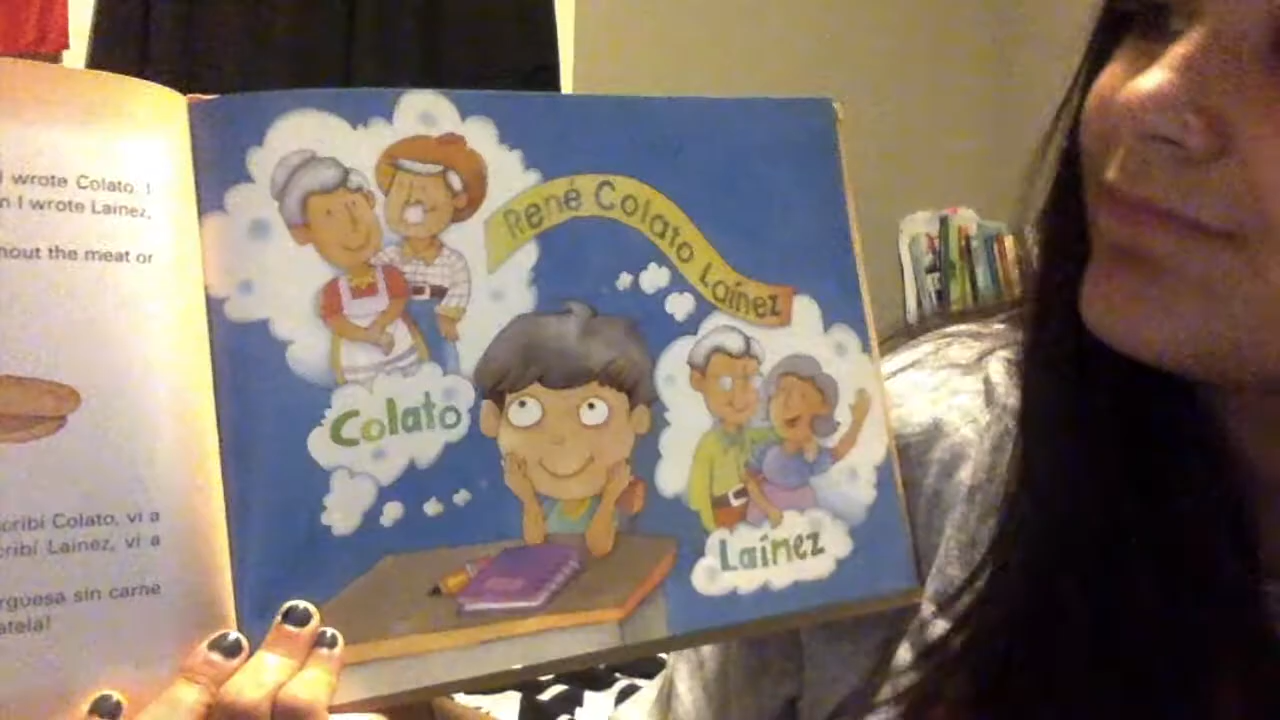 wrote Colato, I
n I wrote Laínez,
out the meat or
cribí Colato, vi a
cribí Laínez, vi a
rguesa sin carne
atela!
René Colato Laínez
Colato
Laínez